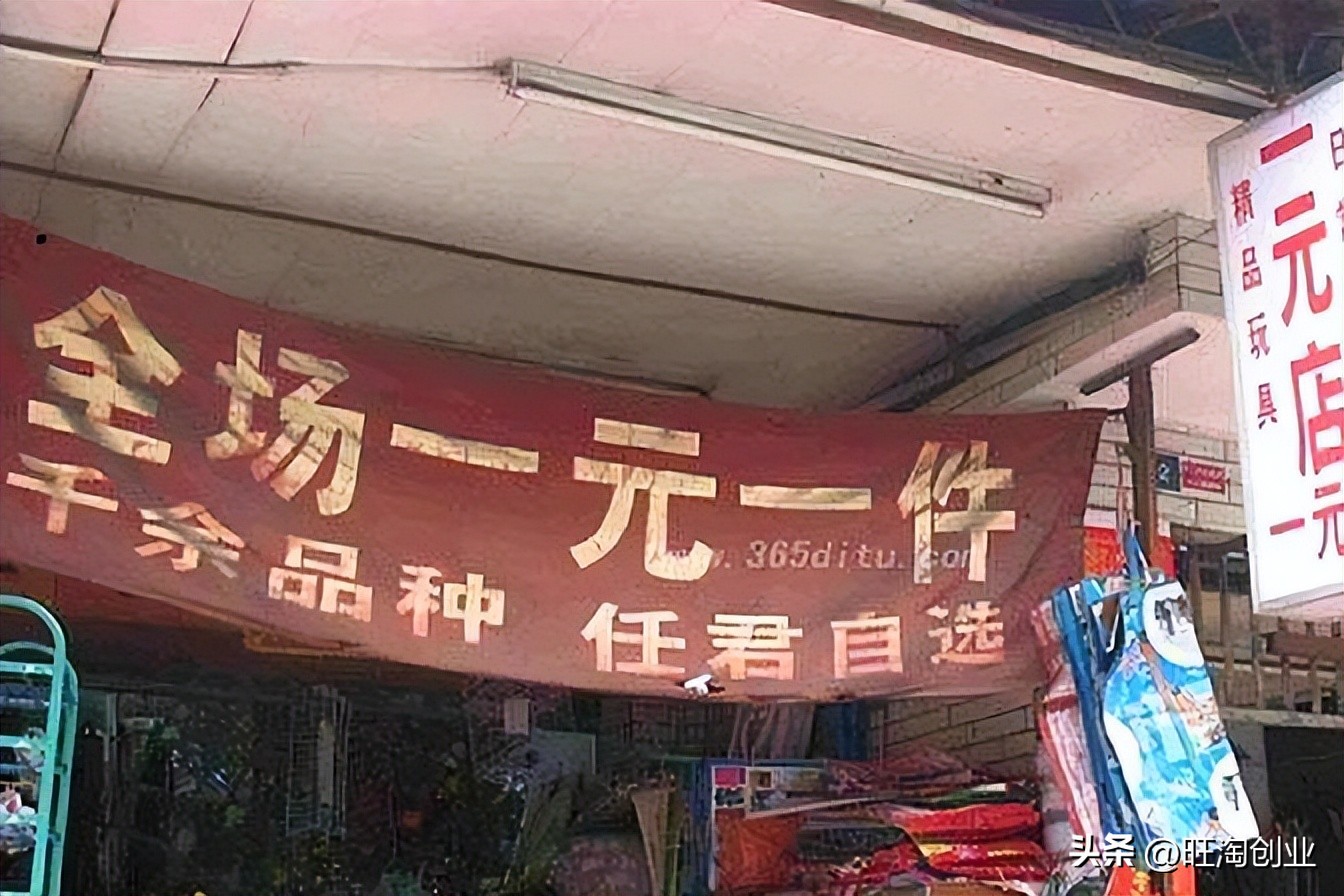 全场一元一件
千余品种 任君自选
www.365ditu.com
一元店
精品玩具
一元
头条 @旺淘创业